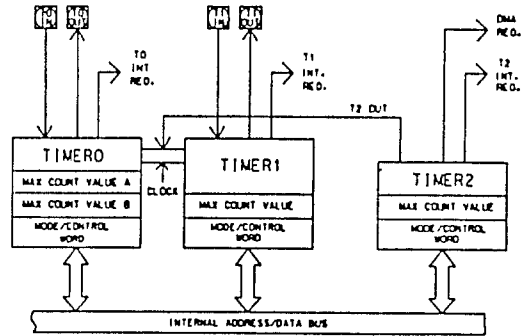 T0 IN
T0 OUT
T1 IN
T1 OUT
DMA REQ.
T0 INT REQ.
T1 INT. REQ.
T2 INT. REQ.
T2 OUT
TIMER0
MAX COUNT VALUE A
MAX COUNT VALUE B
MODE/CONTROL WORD
CLOCK
TIMER1
MAX COUNT VALUE
MODE/CONTROL WORD
TIMER2
MAX COUNT VALUE
MODE/CONTROL WORD
INTERNAL ADDRESS/DATA BUS